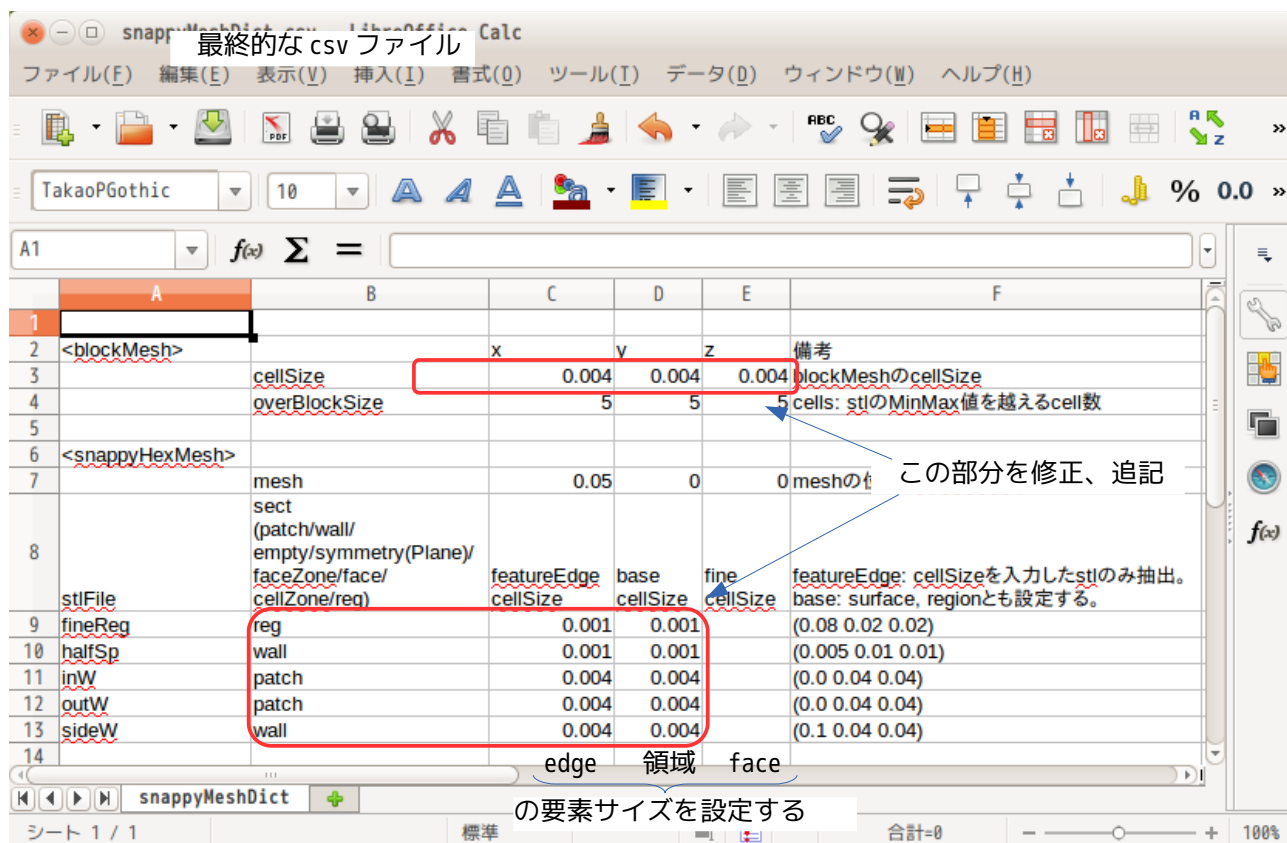 最終的な csv ファイル
ファイル(F) 編集(E) 表示(V) 挿入(I) 書式(O) ツール(T) データ(D) ウィンドウ(W) ヘルプ(H)
TakaoPGothic 10
A1
A B C D E F
1
2 <blockMesh> x y z 備考
3 cellSize 0.004 0.004 0.004 blockMeshのcellSize
4 overBlockSize 5 5 5 cells: stlのMinMax値を越えるcell数
5
6 <snappyHexMesh>
7 mesh 0.05 0 0 meshの
この部分を修正、追記
sect
(patch/wall/
empty/symmetry(Plane)/
faceZone/face/ featureEdge base fine featureEdge: cellSizeを入力したstlのみ抽出。
8 stlFile cellZone/reg) cellSize cellSize cellSize base: surface, regionとも設定する。
9 fineReg reg 0.001 0.001 (0.08 0.02 0.02)
10 halfSp wall 0.001 0.001 (0.005 0.01 0.01)
11 inW patch 0.004 0.004 (0.0 0.04 0.04)
12 outW patch 0.004 0.004 (0.0 0.04 0.04)
13 sideW wall 0.004 0.004 (0.1 0.04 0.04)
14
edge 領域 face
snappyMeshDict
の要素サイズを設定する
シート 1 / 1 標準 合計=0 100%